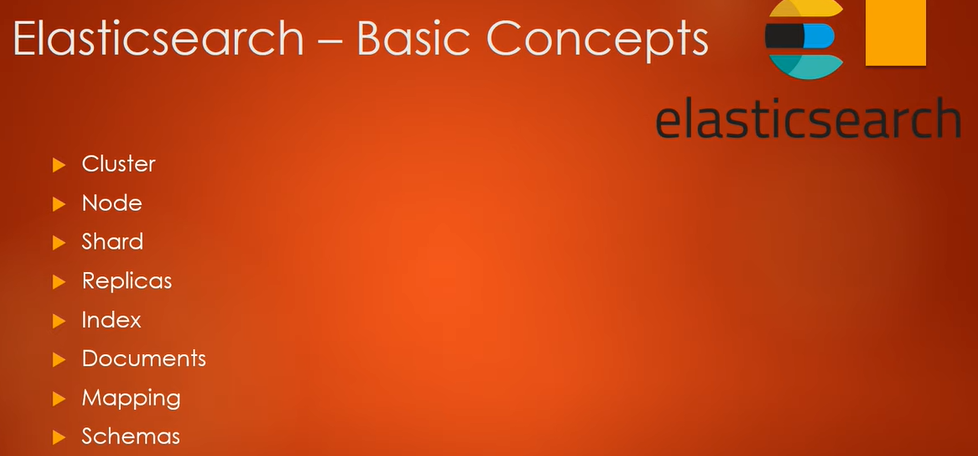 Elasticsearch – Basic Concepts
elasticsearch
Cluster
Node
Shard
Replicas
Index
Documents
Mapping
Schemas